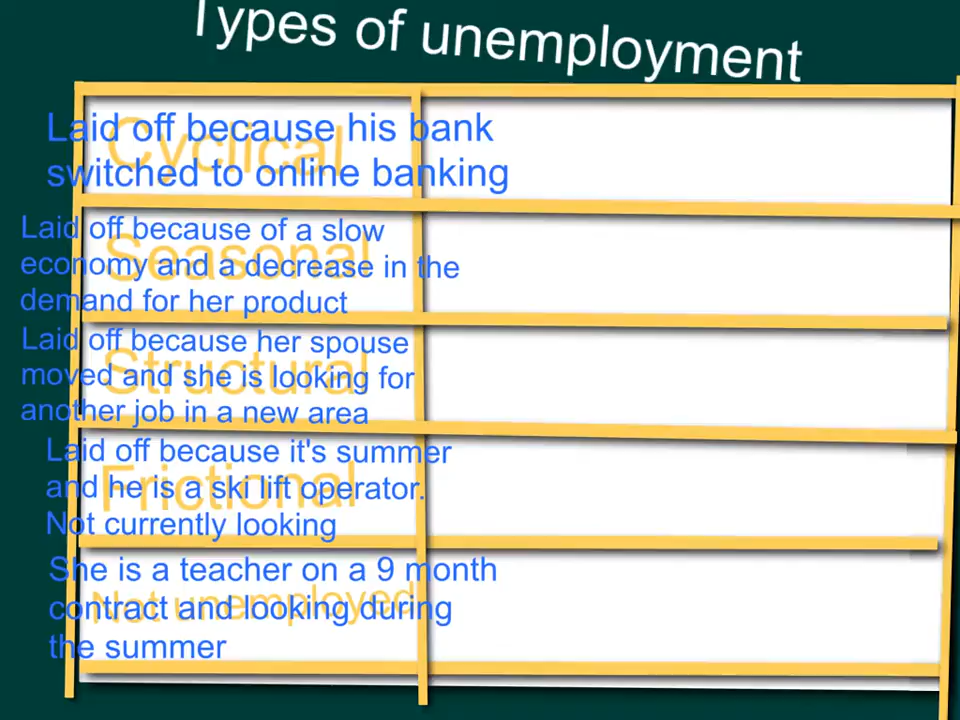 Types of unemployment
Cyclical
Laid off because his bank
switched to online banking
Seasonal
Laid off because of a slow
economy and a decrease in the
demand for her product
Structural
Laid off because her spouse
moved and she is looking for
another job in a new area
Frictional
Laid off because it's summer
and he is a ski lift operator.
Not currently looking
Not unemployed
She is a teacher on a 9 month
contract and looking during
the summer